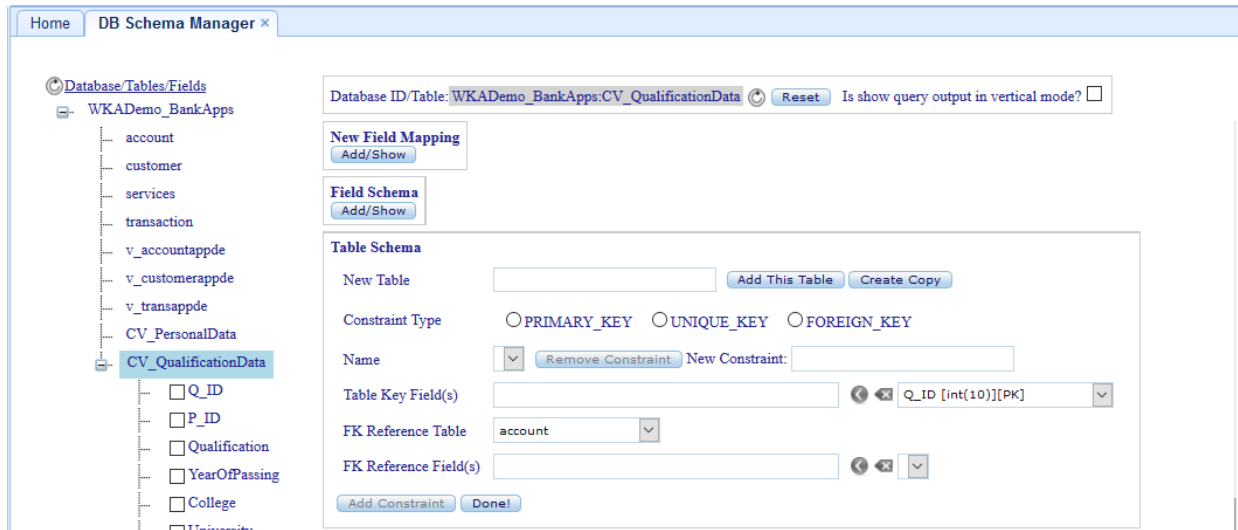 Home
DB Schema Manager ×
Database/Tables/Fields
WKADemo_BankApps
account
customer
services
transaction
v_accountappde
v_customerappde
v_transappde
CV_PersonalData
CV_QualificationData
Q_ID
P_ID
Qualification
YearOfPassing
College
University
Database ID/Table: WKADemo_BankApps:CV_QualificationData Reset Is show query output in vertical mode?
New Field Mapping
Add/Show
Field Schema
Add/Show
Table Schema
New Table Add This Table Create Copy
Constraint Type PRIMARY_KEY UNIQUE_KEY FOREIGN_KEY
Name Remove Constraint New Constraint:
Table Key Field(s) Q_ID [int(10)][PK]
FK Reference Table account
FK Reference Field(s)
Add Constraint Done!